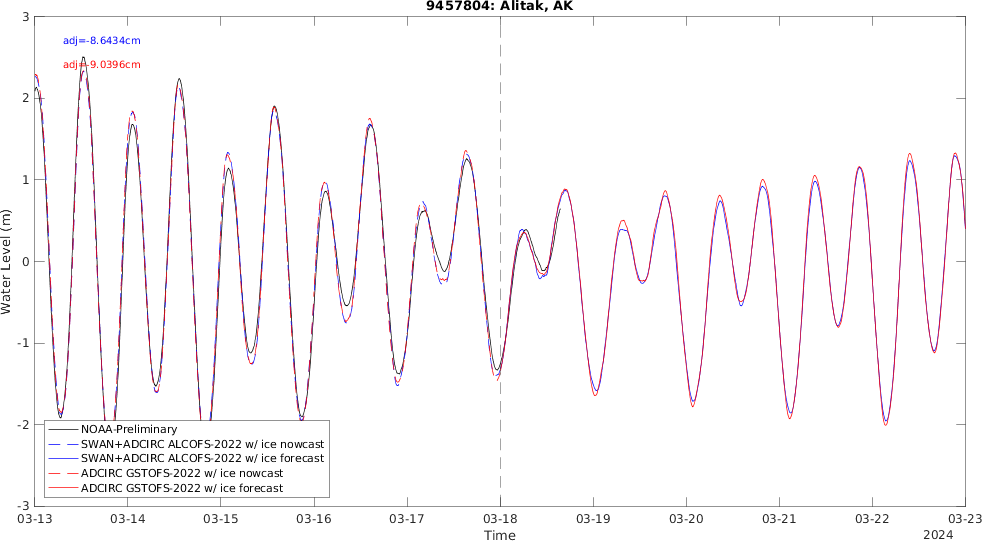 9457804: Alitak, AK
adj=-8.6434cm
adj=-9.0396cm
3
2
1
0
-1
-2
-3
Water Level (m)
NOAA-Preliminary
SWAN+ADCIRC ALCOFS-2022 w/ ice nowcast
SWAN+ADCIRC ALCOFS-2022 w/ ice forecast
ADCIRC GSTOFS-2022 w/ ice nowcast
ADCIRC GSTOFS-2022 w/ ice forecast
03-13 03-14 03-15 03-16 03-17 03-18 03-19 03-20 03-21 03-22 03-23
Time
2024